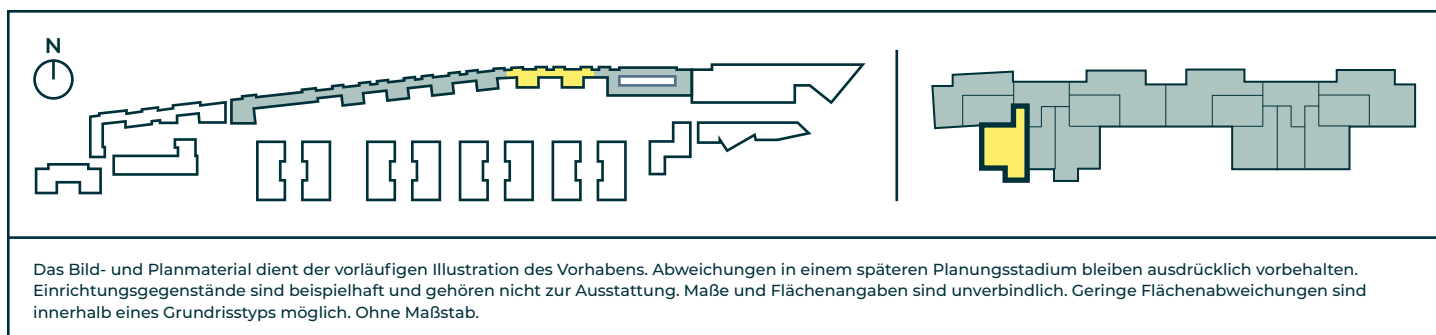 N
Das Bild- und Planmaterial dient der vorläufigen Illustration des Vorhabens. Abweichungen in einem späteren Planungsstadium bleiben ausdrücklich vorbehalten.
Einrichtungsgegenstände sind beispielhaft und gehören nicht zur Ausstattung. Maße und Flächenangaben sind unverbindlich. Geringe Flächenabweichungen sind
innerhalb eines Grundrisstyps möglich. Ohne Maßstab.